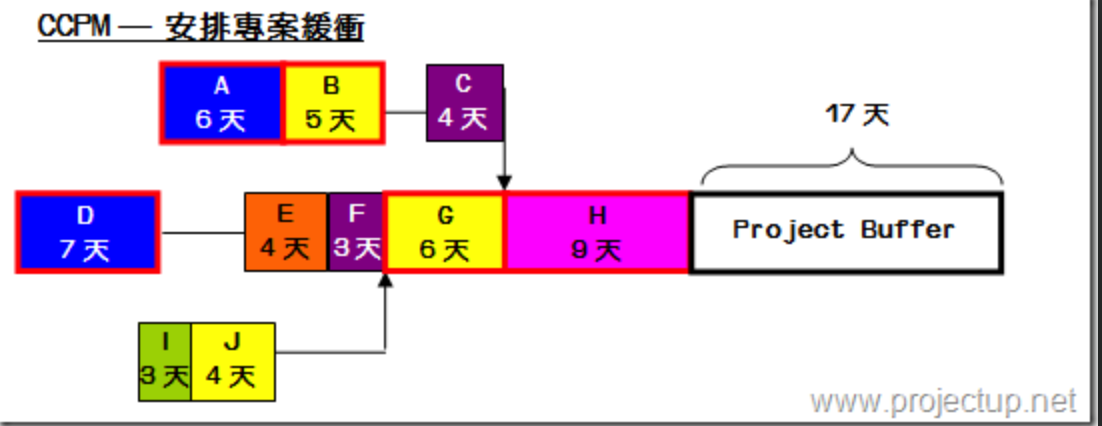 CCPM — 安排專案緩衝
A
6 天
B
5 天
C
4 天
17 天
D
7 天
E
4 天
F
3 天
G
6 天
H
9 天
Project Buffer
I
3 天
J
4 天
www.projectup.net